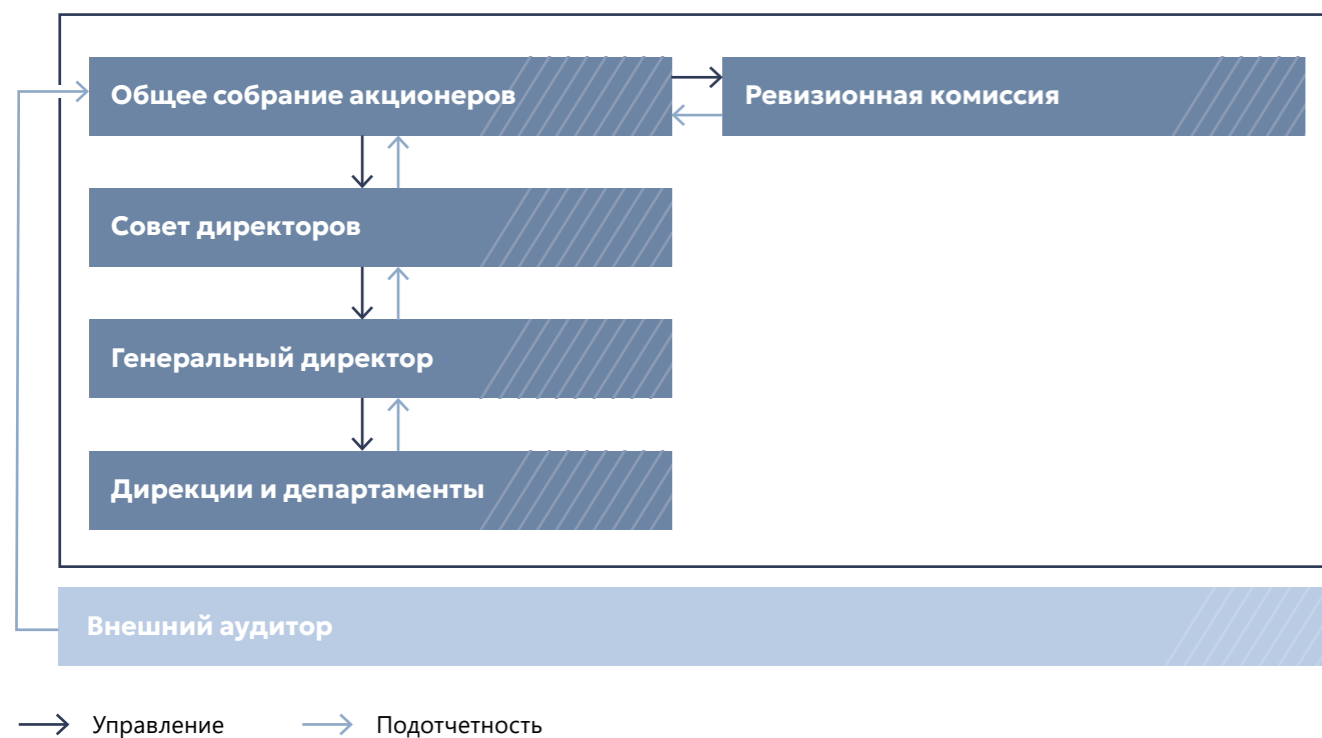 Общее собрание акционеров
Ревизионная комиссия
Совет директоров
Генеральный директор
Дирекции и департаменты
Внешний аудитор
Управление
Подотчетность